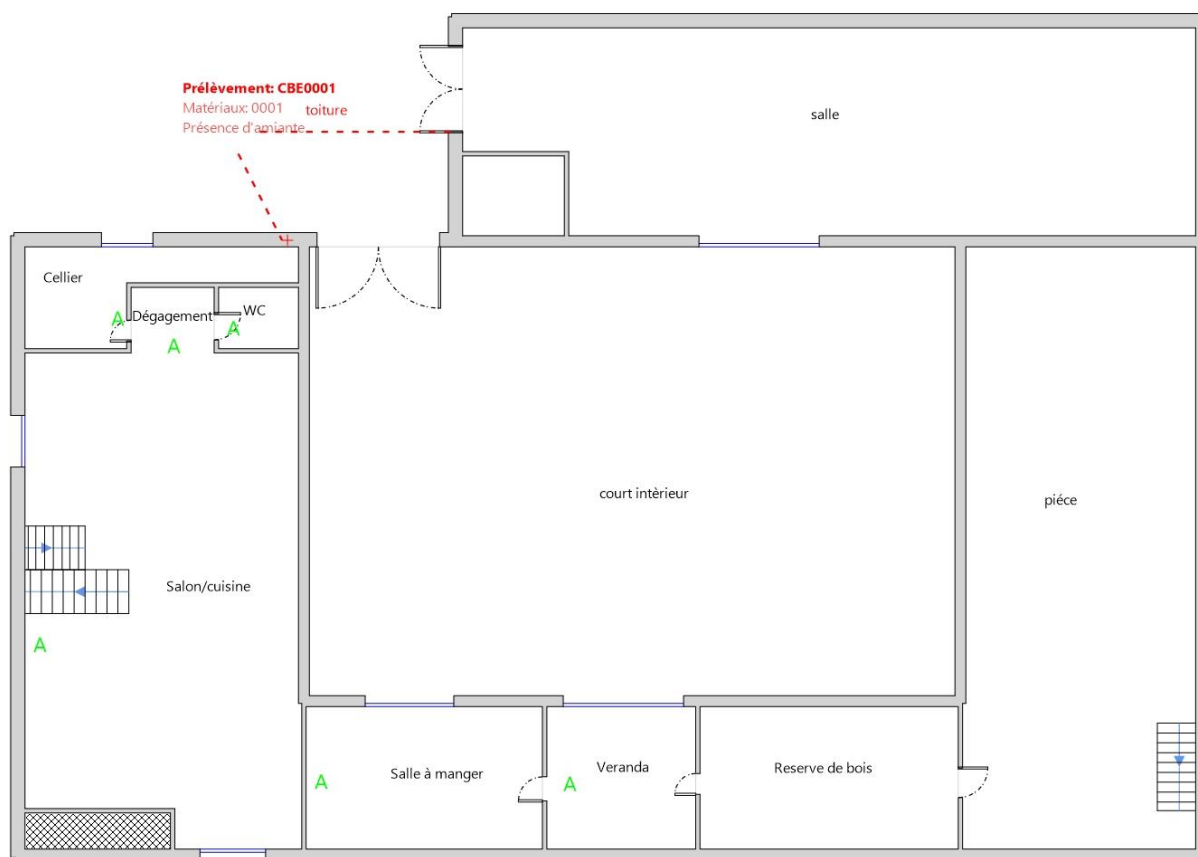 Prélèvement: CBE0001
Matériaux: 0001 toiture
Présence d'amiante
salle
Cellier
Dégagement
WC
A
A
A
court intèrieur
piéce
Salon/cuisine
A
Salle à manger
A
Veranda
A
Reserve de bois